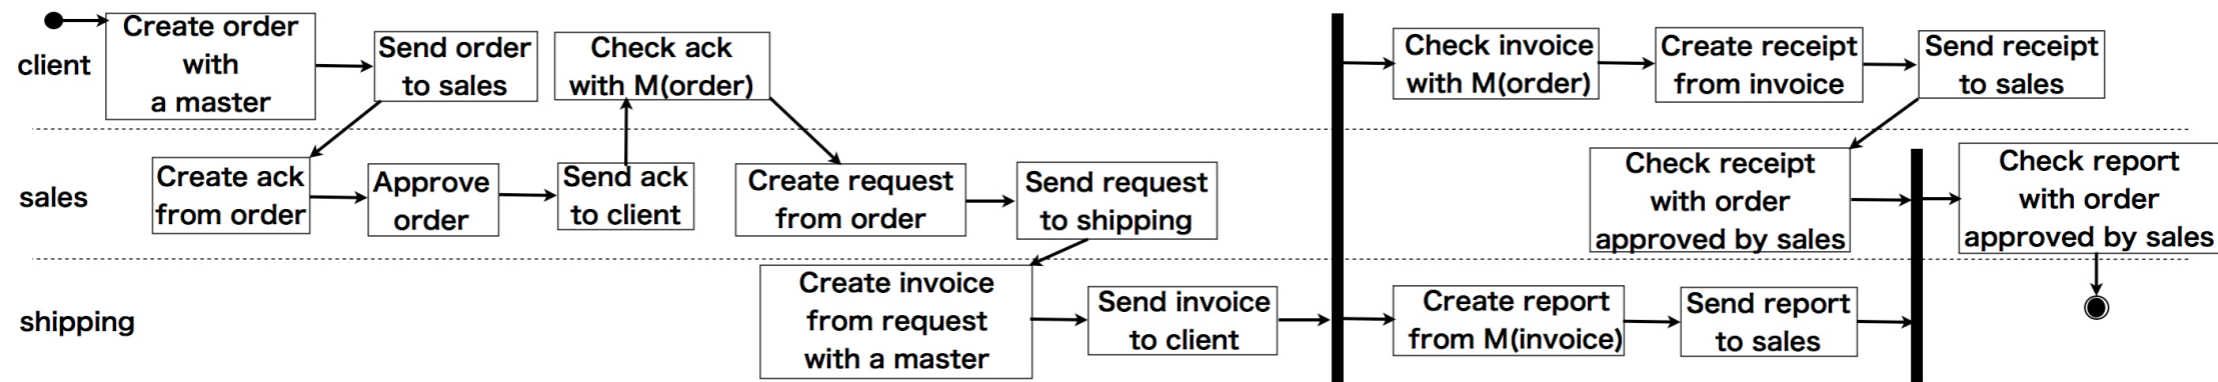 client
Create order
with
a master
Send order
to sales
Check ack
with M(order)
Check invoice
with M(order)
Create receipt
from invoice
Send receipt
to sales
sales
Create ack
from order
Approve
order
Send ack
to client
Create request
from order
Send request
to shipping
Check receipt
with order
approved by sales
Check report
with order
approved by sales
shipping
Create invoice
from request
with a master
Send invoice
to client
Create report
from M(invoice)
Send report
to sales